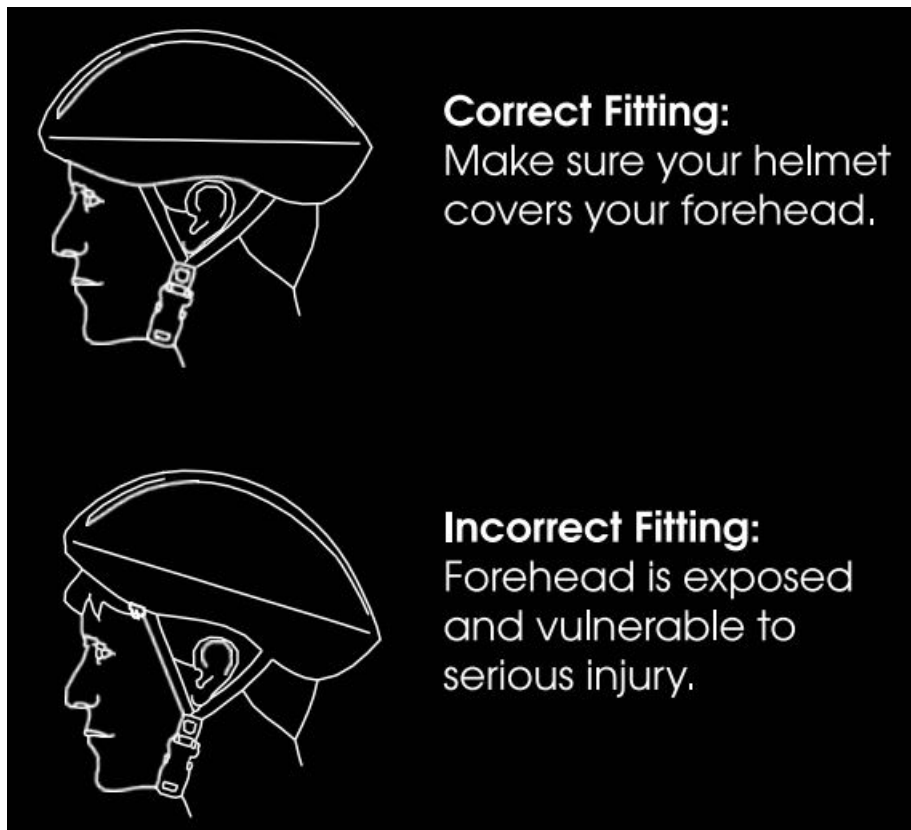 Correct Fitting:
Make sure your helmet
covers your forehead.
Incorrect Fitting:
Forehead is exposed
and vulnerable to
serious injury.